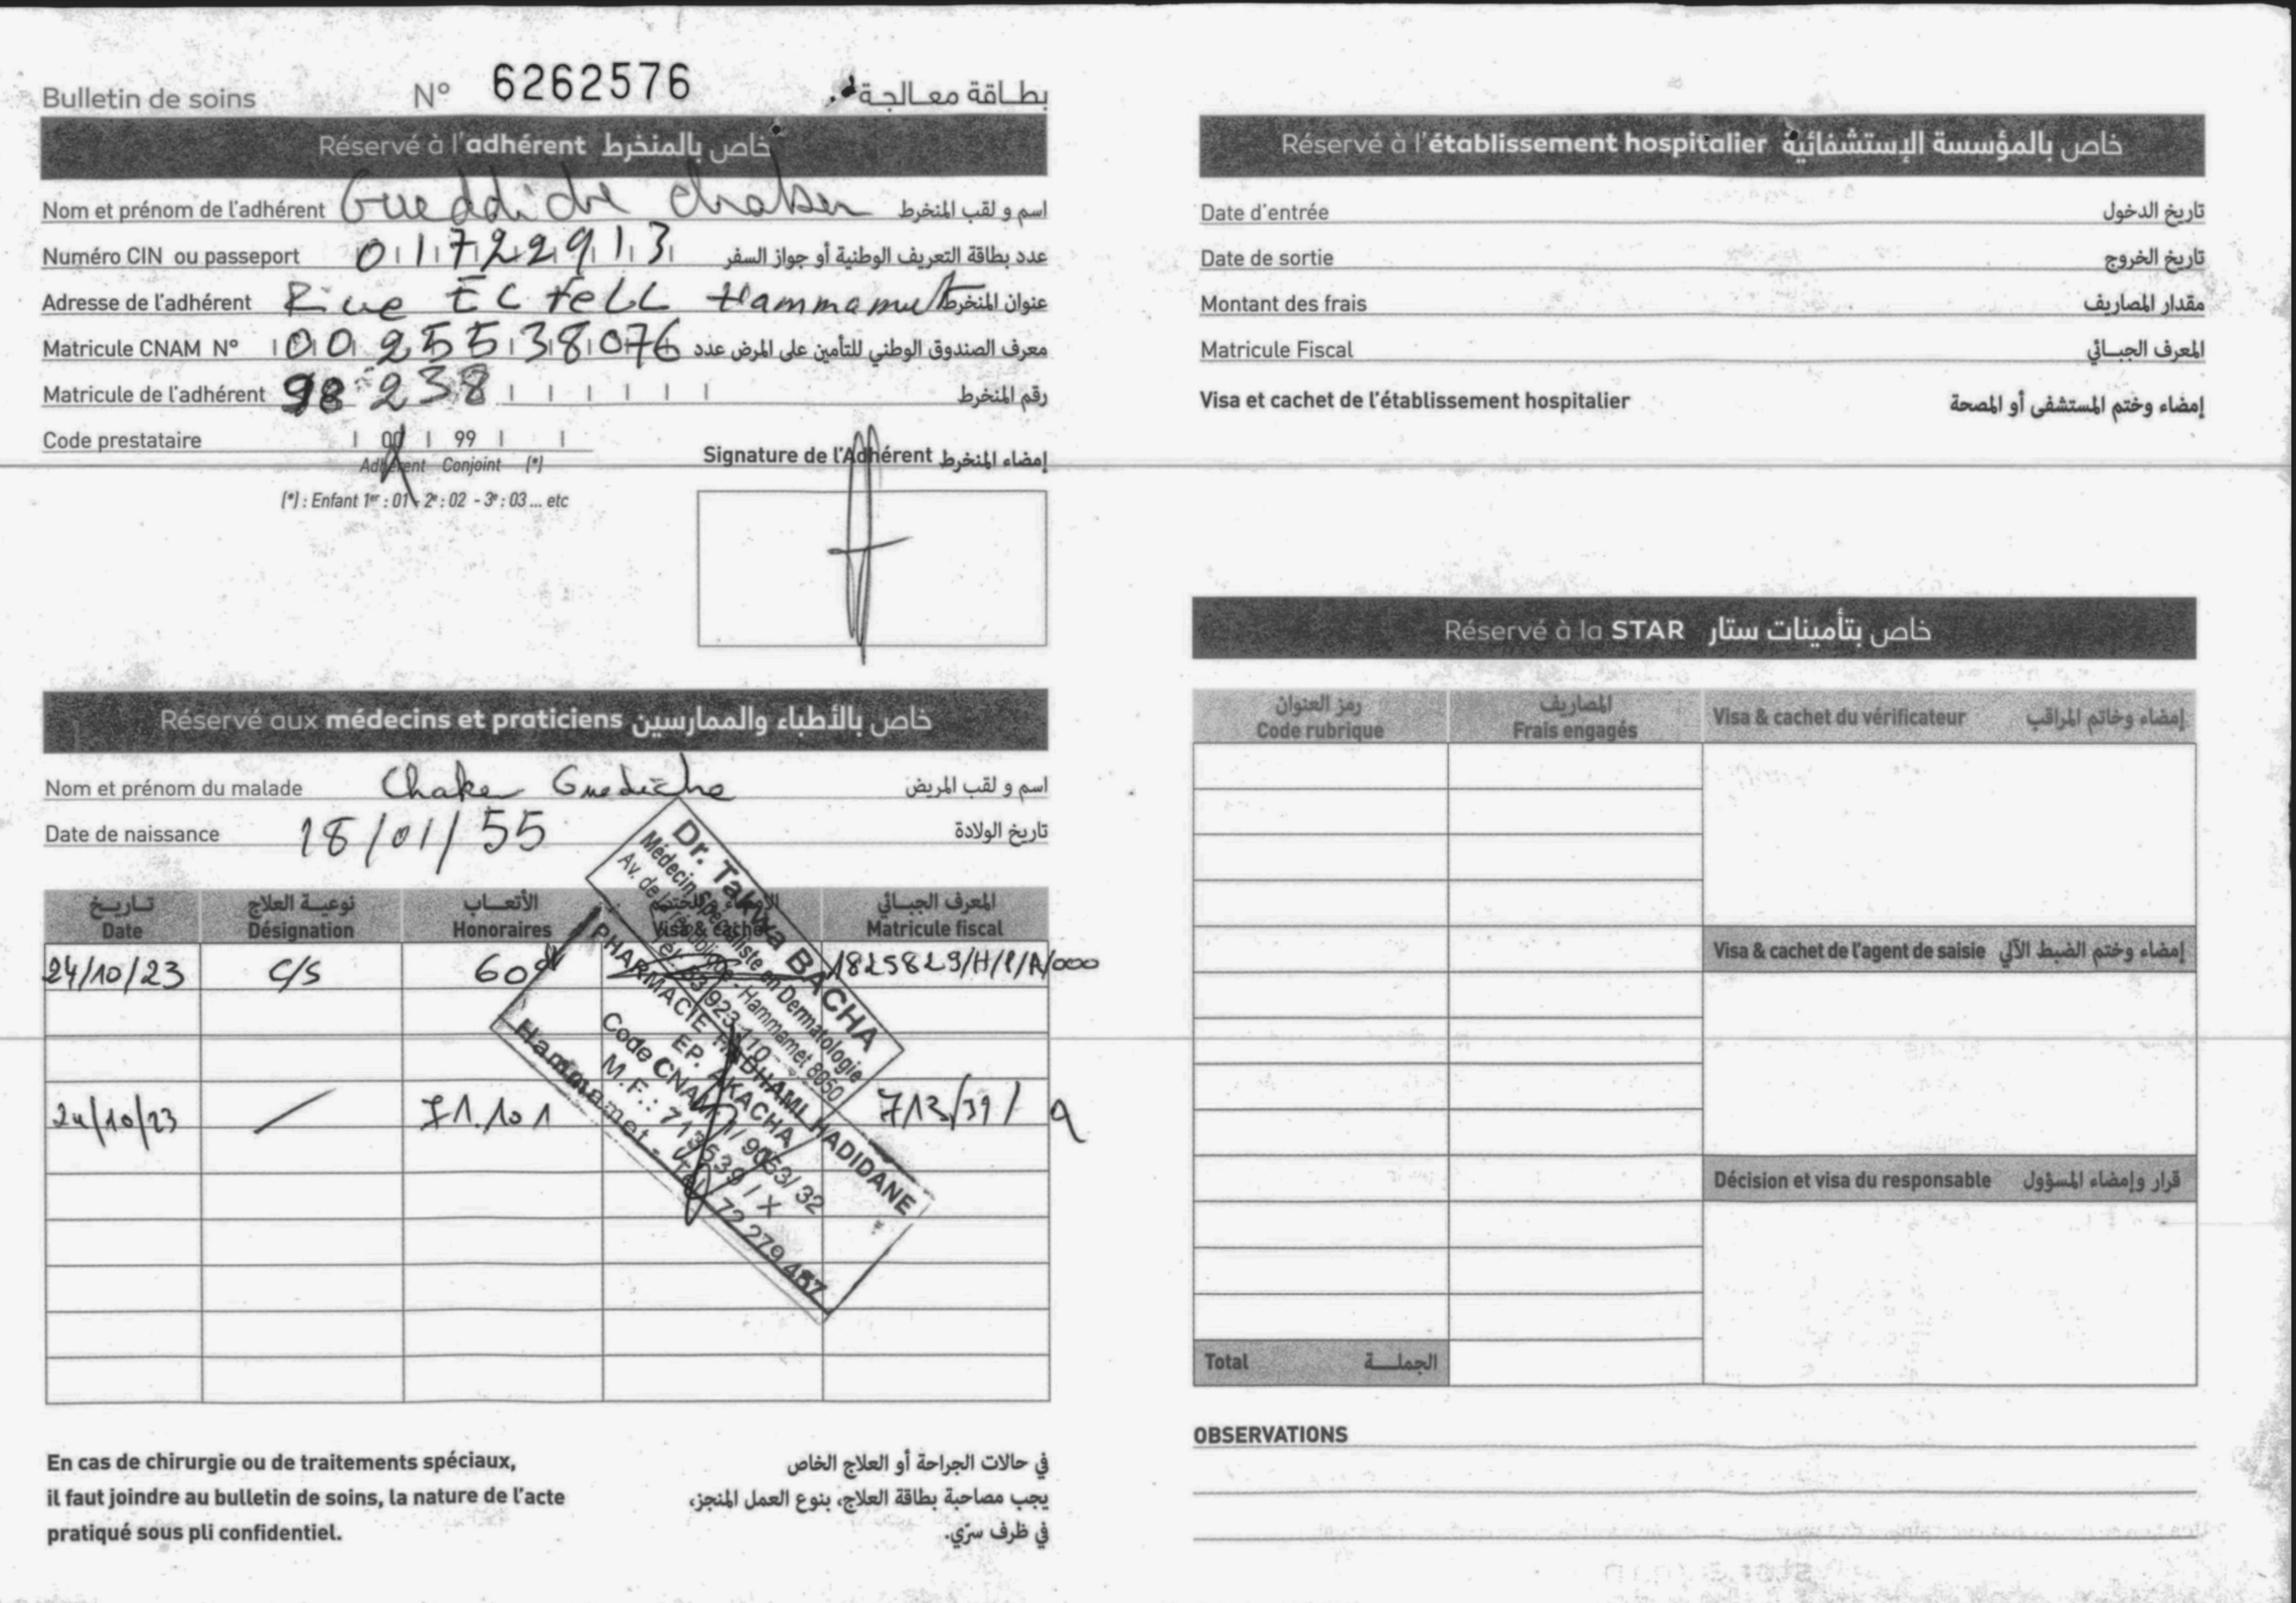 Bulletin de soins N° 6262576 بطاقة معالجة
Réservé à l'adhérent خاص بالمنخرط
Nom et prénom de l'adhérent Gueddiche Chaker اسم و لقب المنخرط
Numéro CIN ou passeport 01722913 عدد بطاقة التعريف الوطنية أو جواز السفر
Adresse de l'adhérent Rue Hammamet عنوان المنخرط
Matricule CNAM N° 0025538076 معرف الصندوق الوطني للتأمين على المرض عدد
Matricule de l'adhérent 98238 رقم المنخرط
Code prestataire 00 99
Adhérent Conjoint (*)
(*) : Enfant 1er : 01 - 2e : 02 - 3e : 03 ... etc
Signature de l'Adhérent إمضاء المنخرط
Réservé aux médecins et praticiens خاص بالأطباء والممارسين
Nom et prénom du malade Chaker Guediche اسم و لقب المريض
Date de naissance 18/01/55 تاريخ الولادة
تاريخ نوعية العلاج الأتعاب الإمضاء والختم المعرف الجبائي
Date Désignation Honoraires Visa & cachet Matricule fiscal
24/10/23 C/S 60d 1825829/H/P/A/000
24/10/23 71.101 713/39/
Dr. Takwa BACHA
Médecin Spécialiste en Dermatologie
Av. de la République - Hammamet 8050
Tél: 53 923 110
PHARMACIE HADIDANE
EP. AKACHA
Code CNAM 1/ 9053/ 32
M.F.: 713539 / X
Hammamet - Tél 72 279 487
En cas de chirurgie ou de traitements spéciaux,
il faut joindre au bulletin de soins, la nature de l'acte
pratiqué sous pli confidentiel.
في حالات الجراحة أو العلاج الخاص
يجب مصاحبة بطاقة العلاج، بنوع العمل المنجز،
في ظرف سرّي.
Réservé à l'établissement hospitalier خاص بالمؤسسة الإستشفائية
Date d'entrée تاريخ الدخول
Date de sortie تاريخ الخروج
Montant des frais مقدار المصاريف
Matricule Fiscal المعرف الجبائي
Visa et cachet de l'établissement hospitalier إمضاء وختم المستشفى أو المصحة
Réservé à la STAR خاص بتأمينات ستار
رمز العنوان المصاريف
Code rubrique Frais engagés Visa & cachet du vérificateur إمضاء وخاتم المراقب
Visa & cachet de l'agent de saisie إمضاء وختم الضبط الآلي
Décision et visa du responsable قرار وإمضاء المسؤول
Total الجملة
OBSERVATIONS